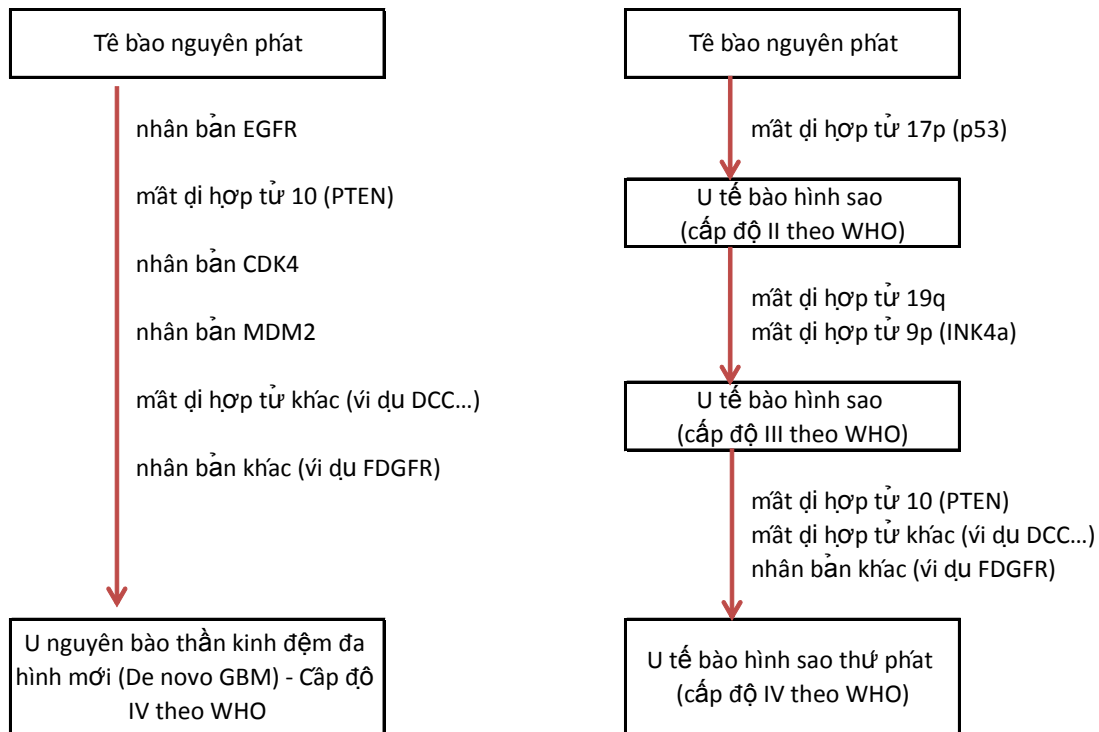 Tế bào nguyên phát
nhân bản EGFR
mất dị hợp tử 10 (PTEN)
nhân bản CDK4
nhân bản MDM2
mất dị hợp tử khác (ví dụ DCC...)
nhân bản khác (ví dụ FDGFR)
U nguyên bào thần kinh đệm đa
hình mới (De novo GBM) - Cấp độ
IV theo WHO
Tế bào nguyên phát
mất dị hợp tử 17p (p53)
U tế bào hình sao
(cấp độ II theo WHO)
mất dị hợp tử 19q
mất dị hợp tử 9p (INK4a)
U tế bào hình sao
(cấp độ III theo WHO)
mất dị hợp tử 10 (PTEN)
mất dị hợp tử khác (ví dụ DCC...)
nhân bản khác (ví dụ FDGFR)
U tế bào hình sao thứ phát
(cấp độ IV theo WHO)